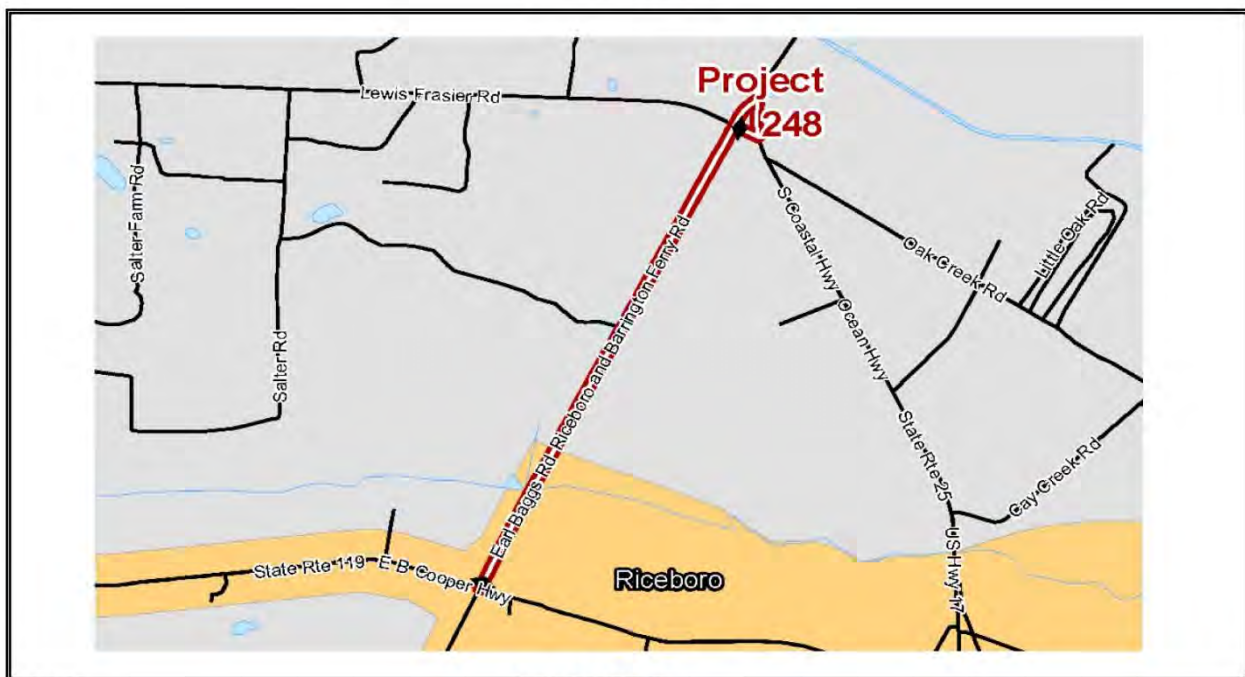 Project
248
Lewis Frasier Rd
Salter Farm Rd
Salter Rd
Earl Baggs Rd Riceboro and Barrington Ferry Rd
S Coastal Hwy Ocean Hwy
Oak Creek Rd
Little Oak Rd
State Rte 25
Cay Creek Rd
US Hwy 17
State Rte 119 E B Cooper Hwy
Riceboro